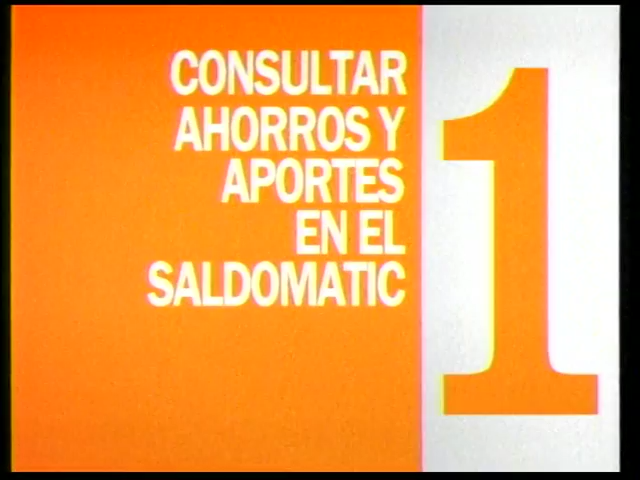 CONSULTAR
AHORROS Y
APORTES
EN EL
SALDOMATIC
1